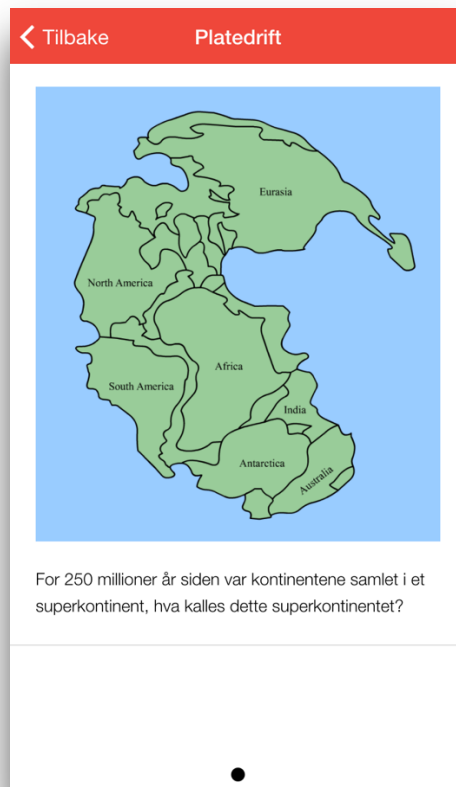 Tilbake
Platedrift
Eurasia
North America
Africa
South America
India
Antarctica
Australia
For 250 millioner år siden var kontinentene samlet i et
superkontinent, hva kalles dette superkontinentet?